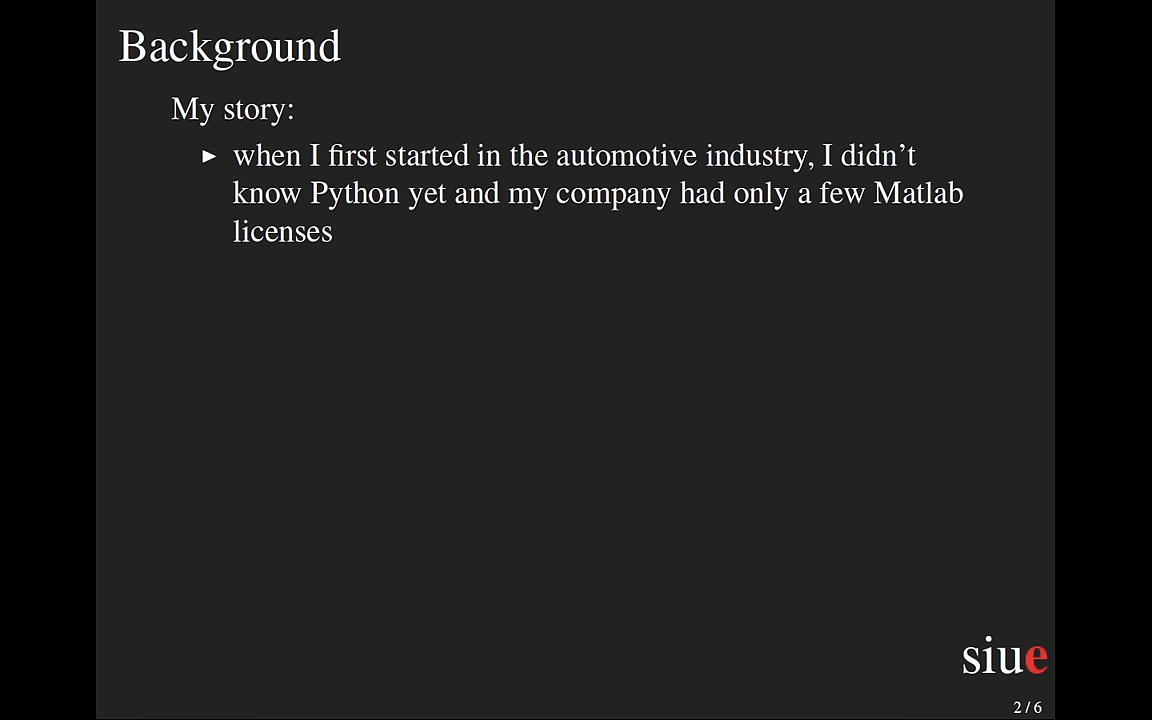 Background
My story:
▶ when I first started in the automotive industry, I didn’t
know Python yet and my company had only a few Matlab
licenses
siue
2 / 6